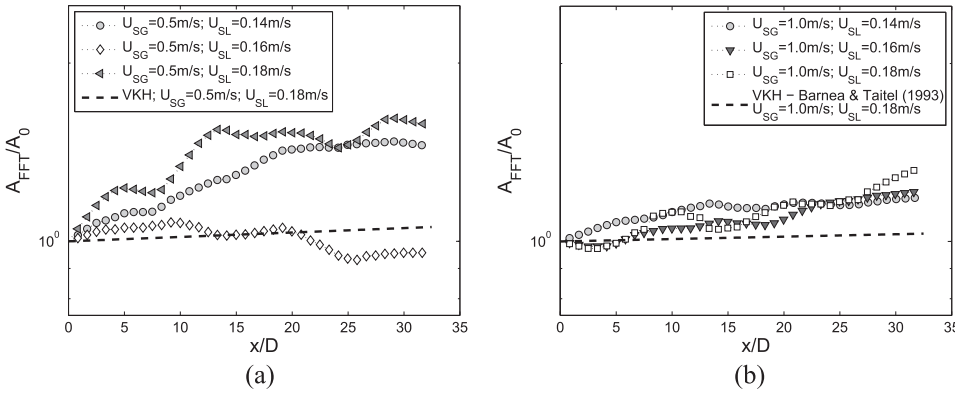 U_SG=0.5m/s; U_SL=0.14m/s
U_SG=0.5m/s; U_SL=0.16m/s
U_SG=0.5m/s; U_SL=0.18m/s
VKH; U_SG=0.5m/s; U_SL=0.18m/s
A_FFT/A_0
10^0
0 5 10 15 20 25 30 35
x/D
(a)
U_SG=1.0m/s; U_SL=0.14m/s
U_SG=1.0m/s; U_SL=0.16m/s
U_SG=1.0m/s; U_SL=0.18m/s
VKH − Barnea & Taitel (1993)
U_SG=1.0m/s; U_SL=0.18m/s
A_FFT/A_0
10^0
0 5 10 15 20 25 30 35
x/D
(b)